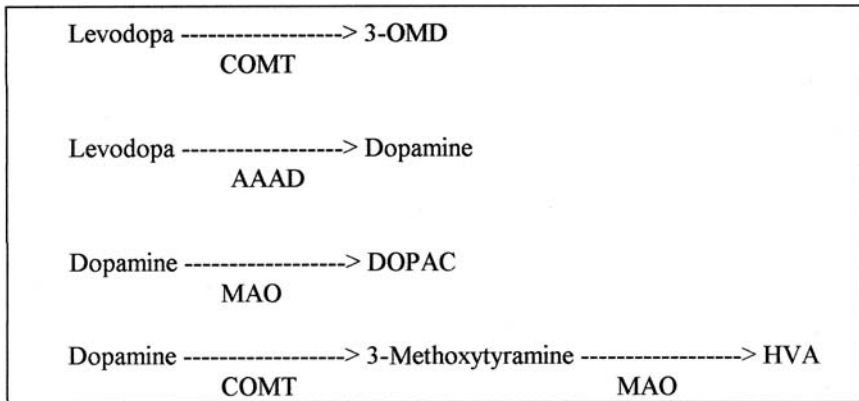 Levodopa ------------------> 3-OMD
COMT
Levodopa ------------------> Dopamine
AAAD
Dopamine ------------------> DOPAC
MAO
Dopamine ------------------> 3-Methoxytyramine ------------------> HVA
COMT MAO